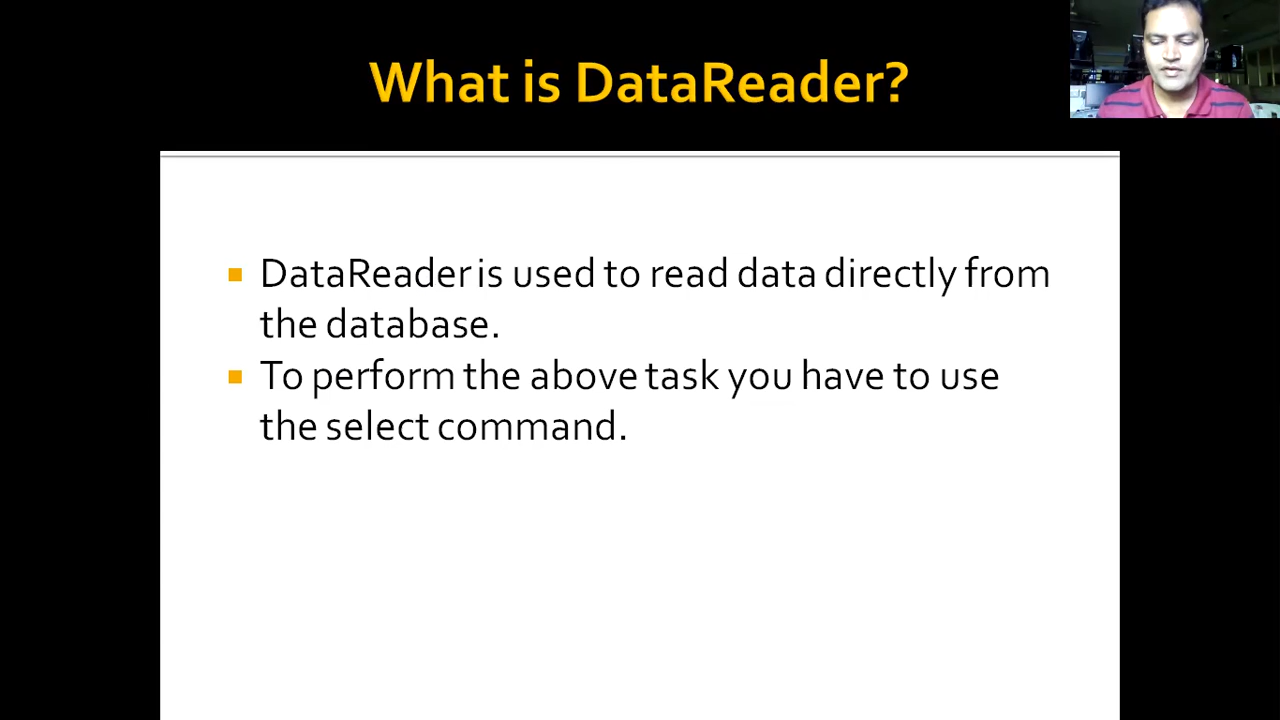 What is DataReader?
DataReader is used to read data directly from
the database.
To perform the above task you have to use
the select command.